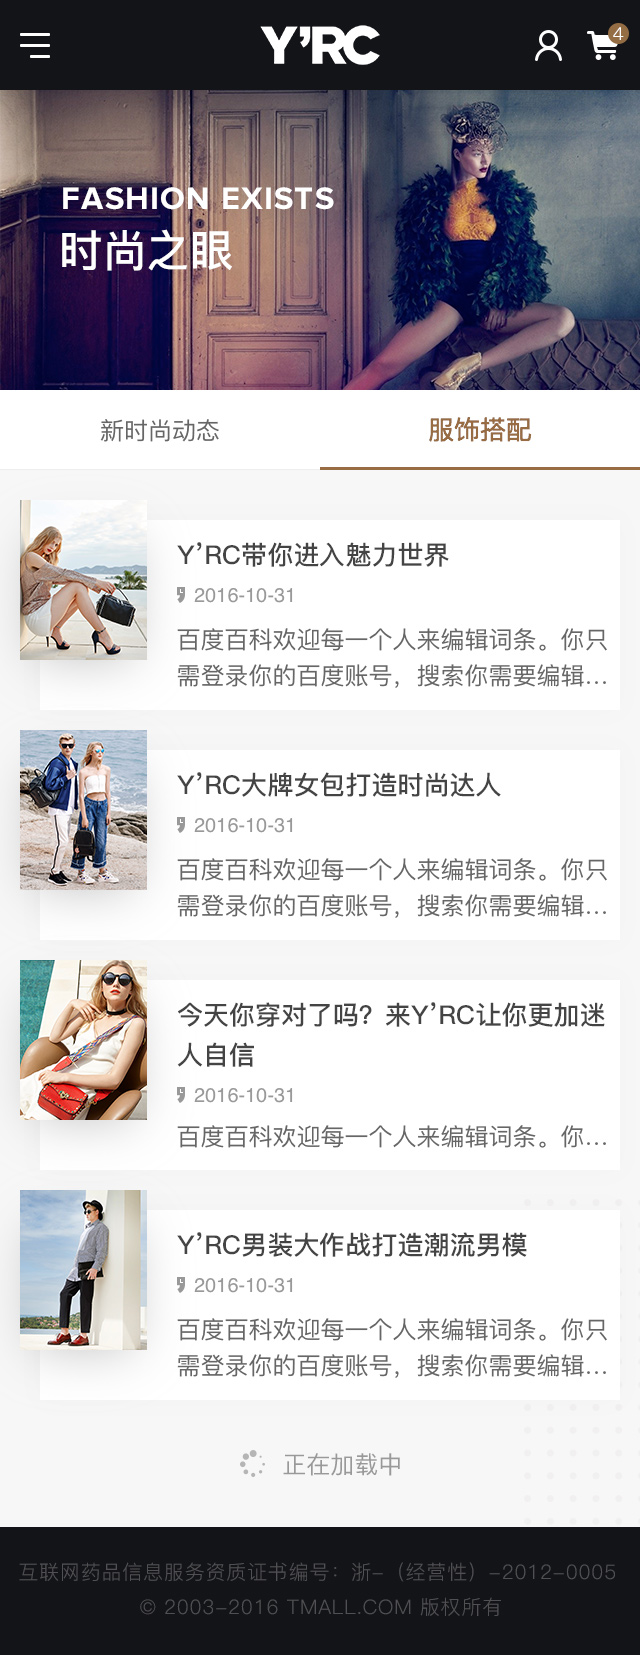 Y'RC
4
FASHION EXISTS
时尚之眼
新时尚动态
服饰搭配
Y'RC带你进入魅力世界
2016-10-31
百度百科欢迎每一个人来编辑词条。你只
需登录你的百度账号，搜索你需要编辑...
Y'RC大牌女包打造时尚达人
2016-10-31
百度百科欢迎每一个人来编辑词条。你只
需登录你的百度账号，搜索你需要编辑...
今天你穿对了吗？来Y'RC让你更加迷
人自信
2016-10-31
百度百科欢迎每一个人来编辑词条。你...
Y'RC男装大作战打造潮流男模
2016-10-31
百度百科欢迎每一个人来编辑词条。你只
需登录你的百度账号，搜索你需要编辑...
正在加载中
互联网药品信息服务资质证书编号：浙-（经营性）-2012-0005
© 2003-2016 TMALL.COM 版权所有